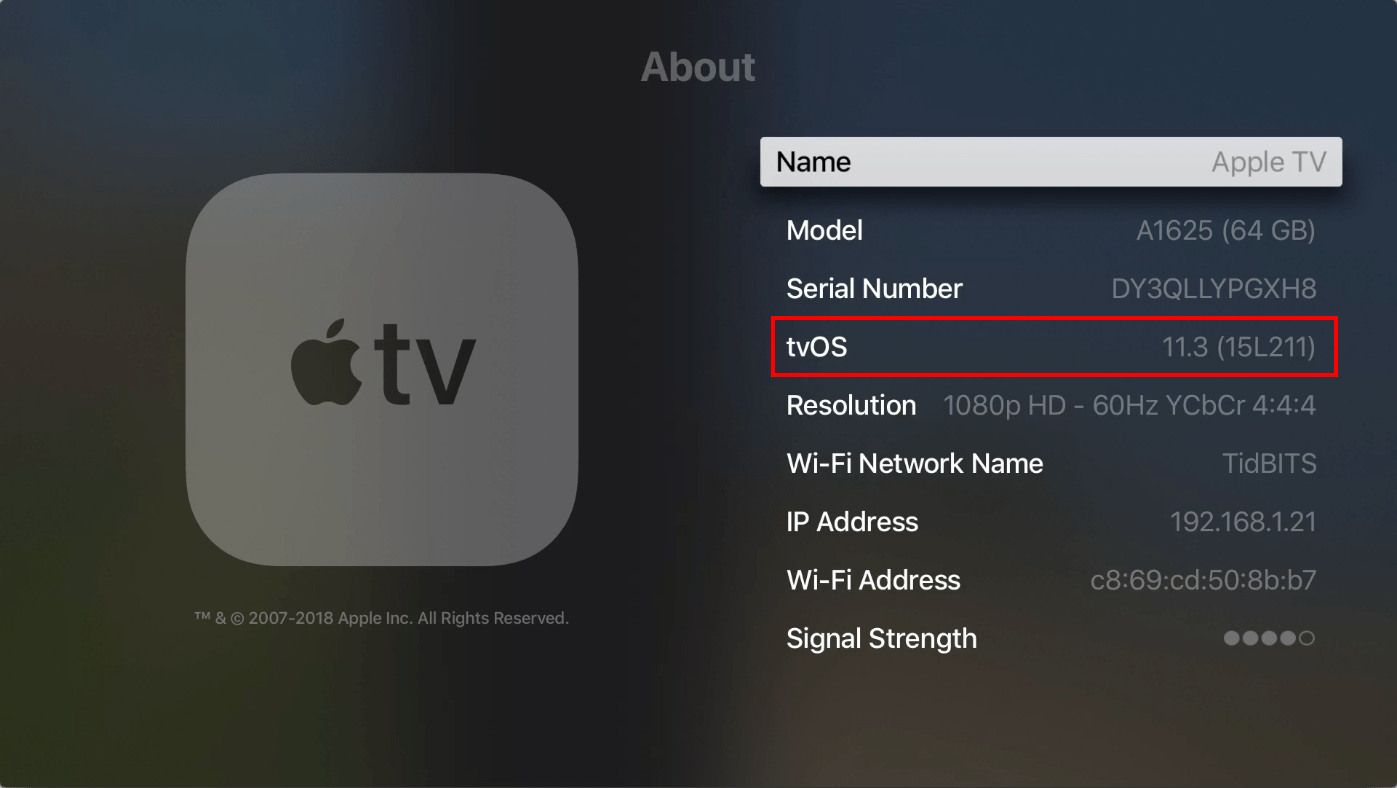 About
Name Apple TV
Model A1625 (64 GB)
Serial Number DY3QLLYPGXH8
tvOS 11.3 (15L211)
Resolution 1080p HD - 60Hz YCbCr 4:4:4
Wi-Fi Network Name TidBITS
IP Address 192.168.1.21
Wi-Fi Address c8:69:cd:50:8b:b7
Signal Strength
tv
™ & © 2007-2018 Apple Inc. All Rights Reserved.